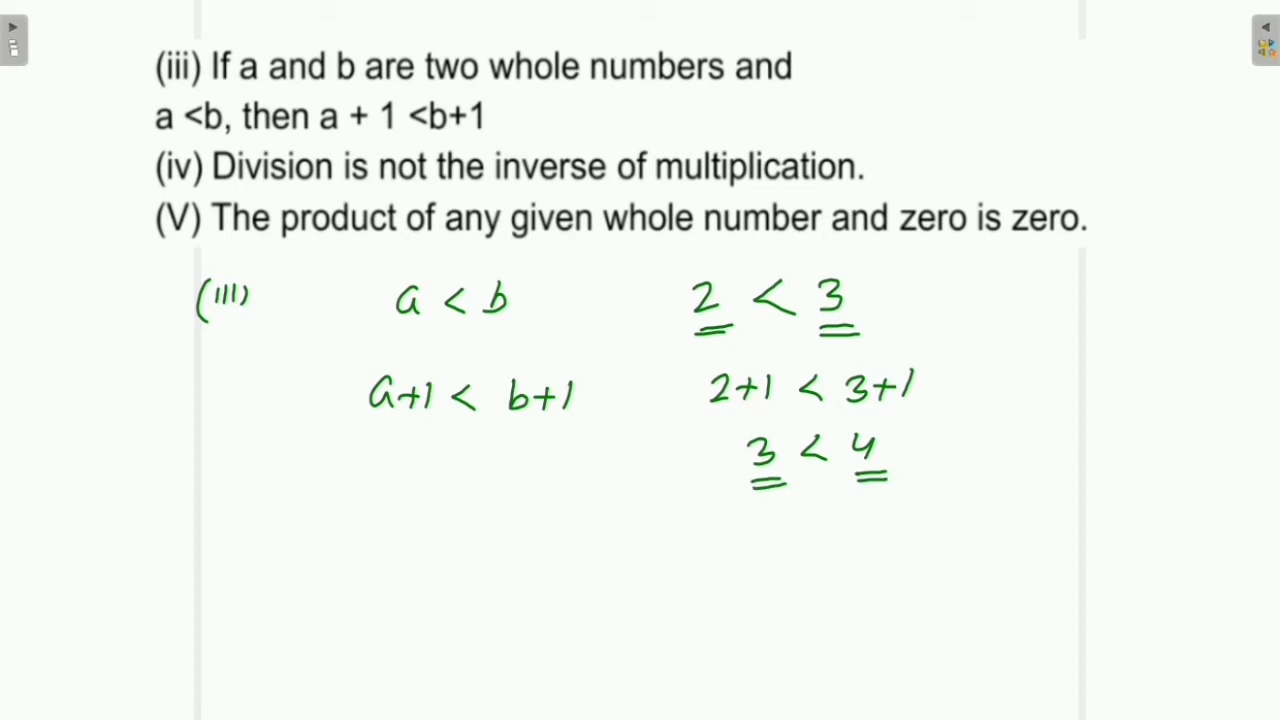 (iii) If a and b are two whole numbers and
a <b, then a + 1 <b+1
(iv) Division is not the inverse of multiplication.
(V) The product of any given whole number and zero is zero.
(III) a < b 2 < 3
a+1 < b+1 2+1 < 3+1
3 < 4